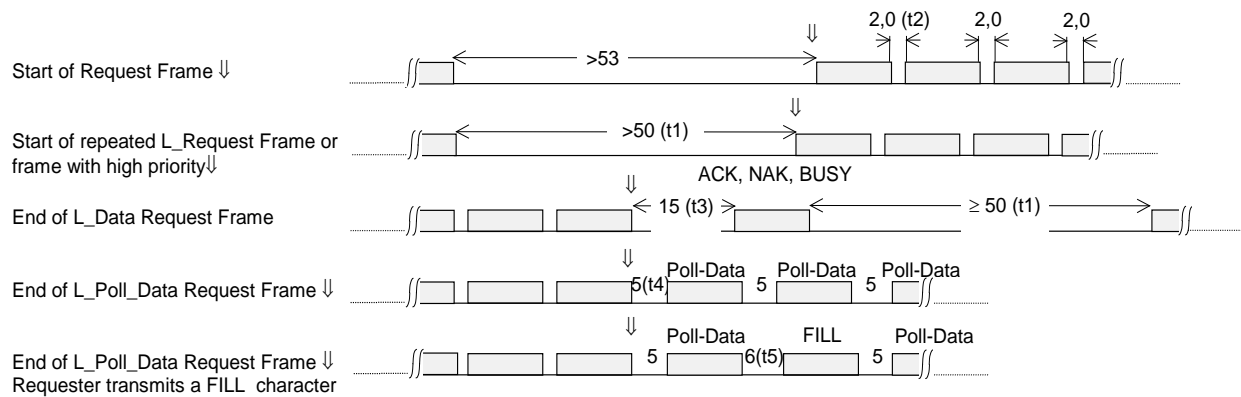 2,0 (t2) 2,0 2,0
Start of Request Frame ⇓ >53
⇓
Start of repeated L_Request Frame or
frame with high priority⇓ >50 (t1)
⇓
ACK, NAK, BUSY
⇓
End of L_Data Request Frame 15 (t3) ≥ 50 (t1)
⇓
Poll-Data Poll-Data Poll-Data
End of L_Poll_Data Request Frame ⇓ 5(t4) 5 5
⇓
Poll-Data FILL Poll-Data
End of L_Poll_Data Request Frame ⇓ 5 6(t5) 5
Requester transmits a FILL character